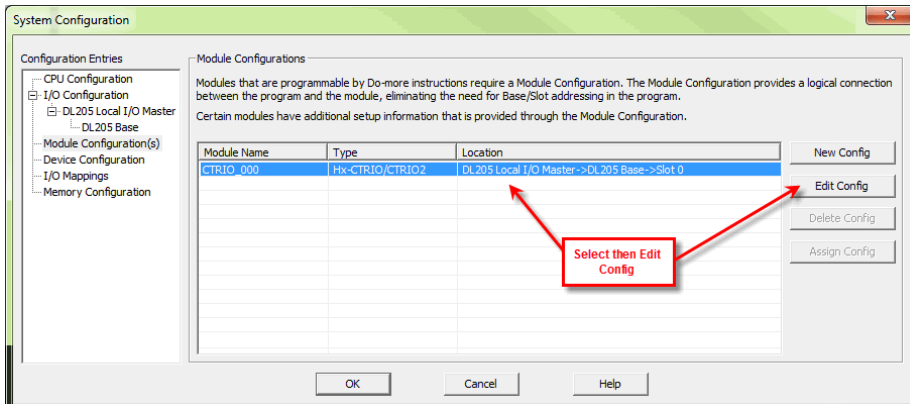 System Configuration
Configuration Entries
CPU Configuration
I/O Configuration
DL205 Local I/O Master
DL205 Base
Module Configuration(s)
Device Configuration
I/O Mappings
Memory Configuration
Module Configurations
Modules that are programmable by Do-more instructions require a Module Configuration. The Module Configuration provides a logical connection
between the program and the module, eliminating the need for Base/Slot addressing in the program.
Certain modules have additional setup information that is provided through the Module Configuration.
Module Name Type Location
CTRIO_000 Hx-CTRIO/CTRIO2 DL205 Local I/O Master->DL205 Base->Slot 0
New Config
Edit Config
Delete Config
Assign Config
Select then Edit
Config
OK Cancel Help